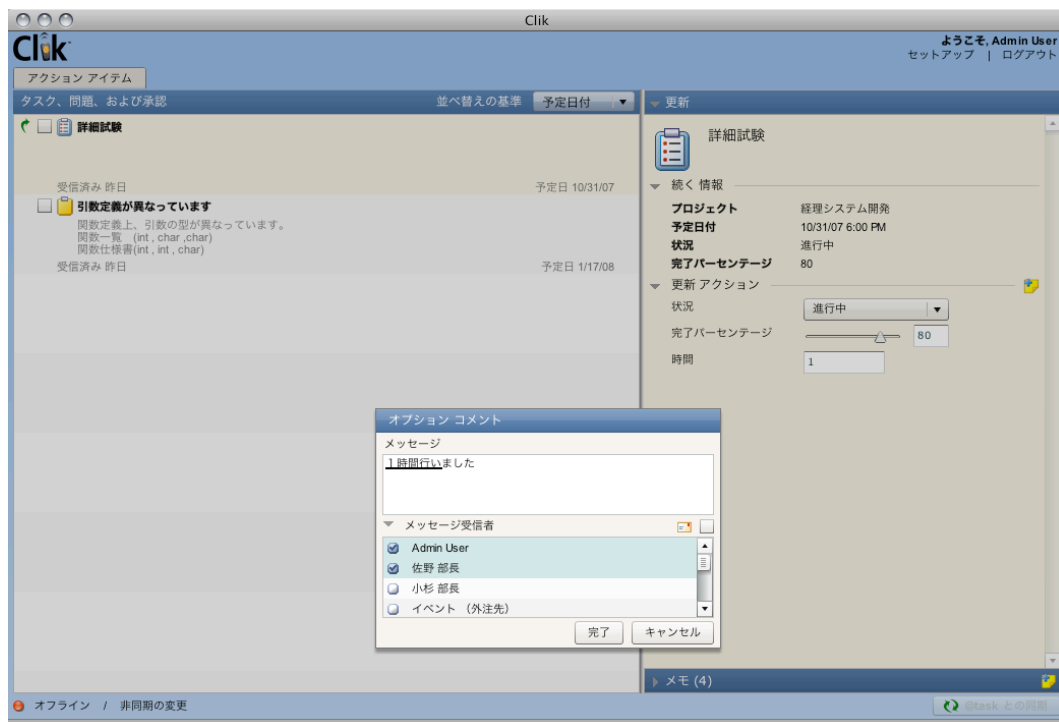 Clik
Clik
ようこそ, Admin User
セットアップ | ログアウト
アクション アイテム
タスク、問題、および承認
並べ替えの基準 予定日付
更新
詳細試験
受信済み 昨日
予定日 10/31/07
引数定義が異なっています
関数定義上、引数の型が異なっています。
関数一覧 (int , char ,char)
関数仕様書(int , int , char)
受信済み 昨日
予定日 1/17/08
詳細試験
続く 情報
プロジェクト 経理システム開発
予定日付 10/31/07 6:00 PM
状況 進行中
完了パーセンテージ 80
更新 アクション
状況 進行中
完了パーセンテージ 80
時間 1
オプション コメント
メッセージ
1時間行いました
メッセージ受信者
Admin User
佐野 部長
小杉 部長
イベント (外注先)
完了 キャンセル
メモ (4)
オフライン / 非同期の変更
@task との同期